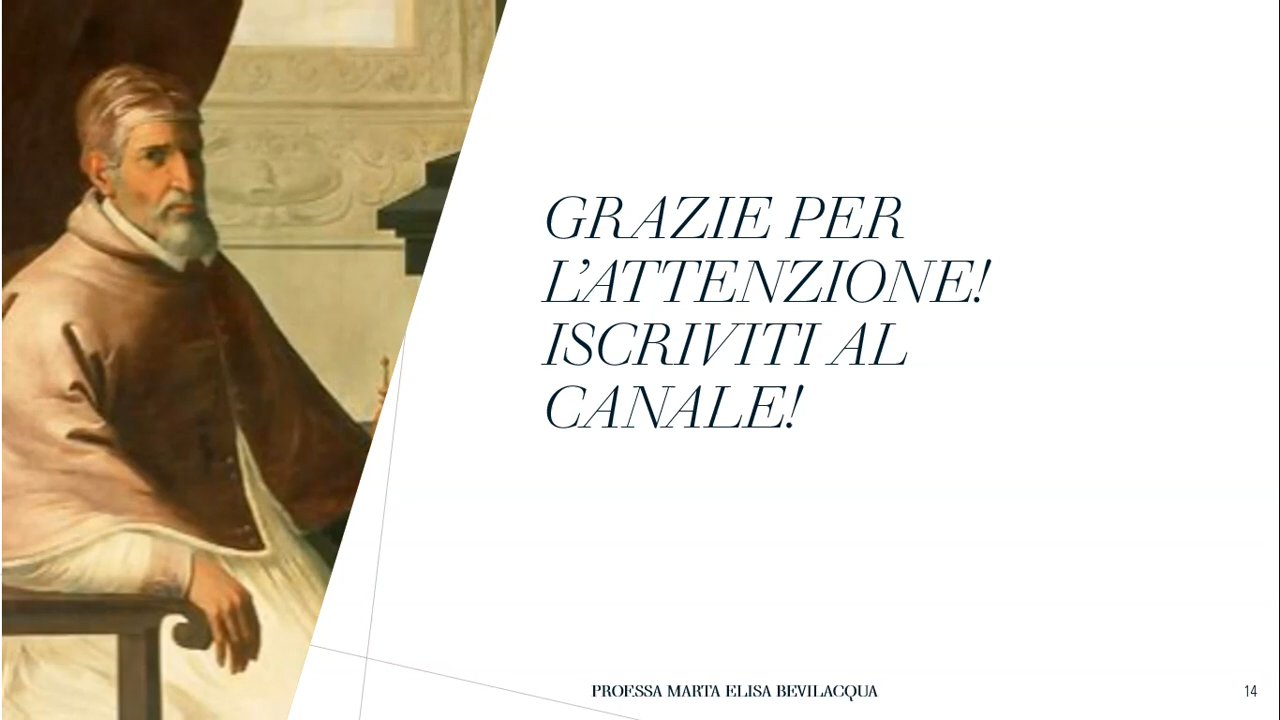 GRAZIE PER
L'ATTENZIONE!
ISCRIVITI AL
CANALE!
PROF.SSA MARTA ELISA BEVILACQUA
14